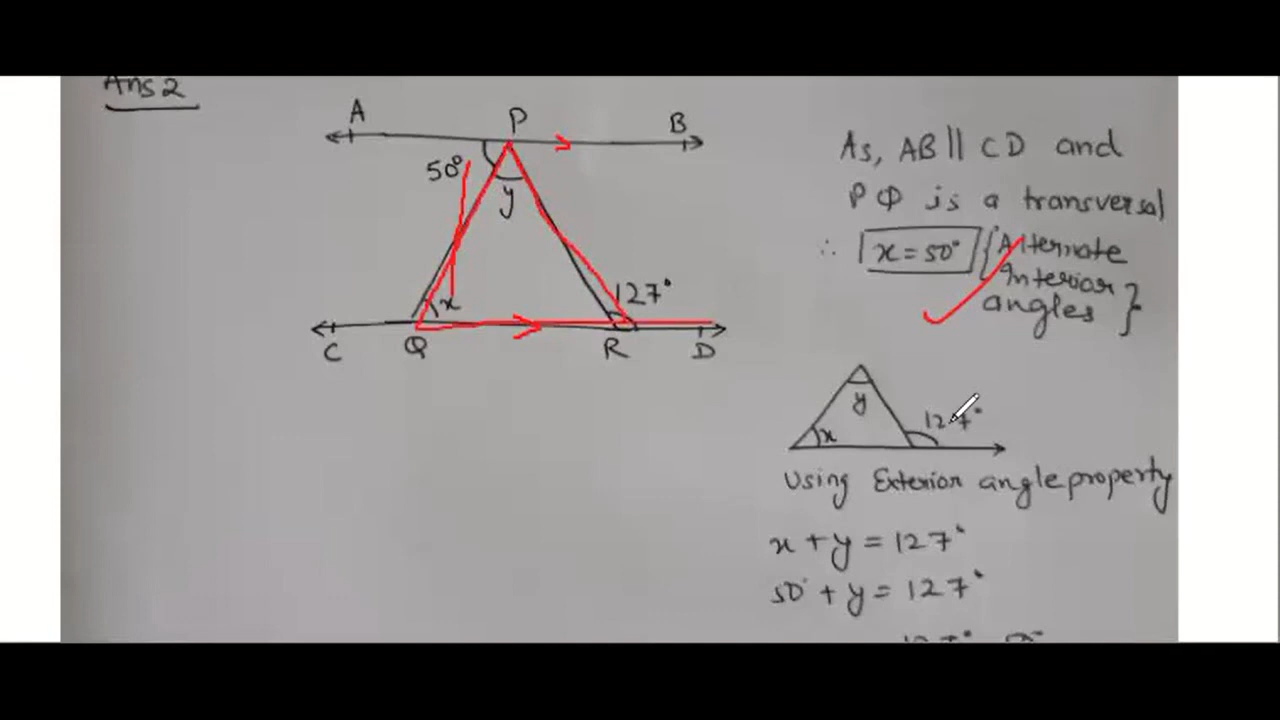 Ans 2
A P B
50°
y
x 127°
C Q R D
As, AB || CD and
PQ is a transversal
∴ x = 50° { Alternate
Interior
angles }
y
x 127°
Using Exterior angle property
x + y = 127°
50° + y = 127°